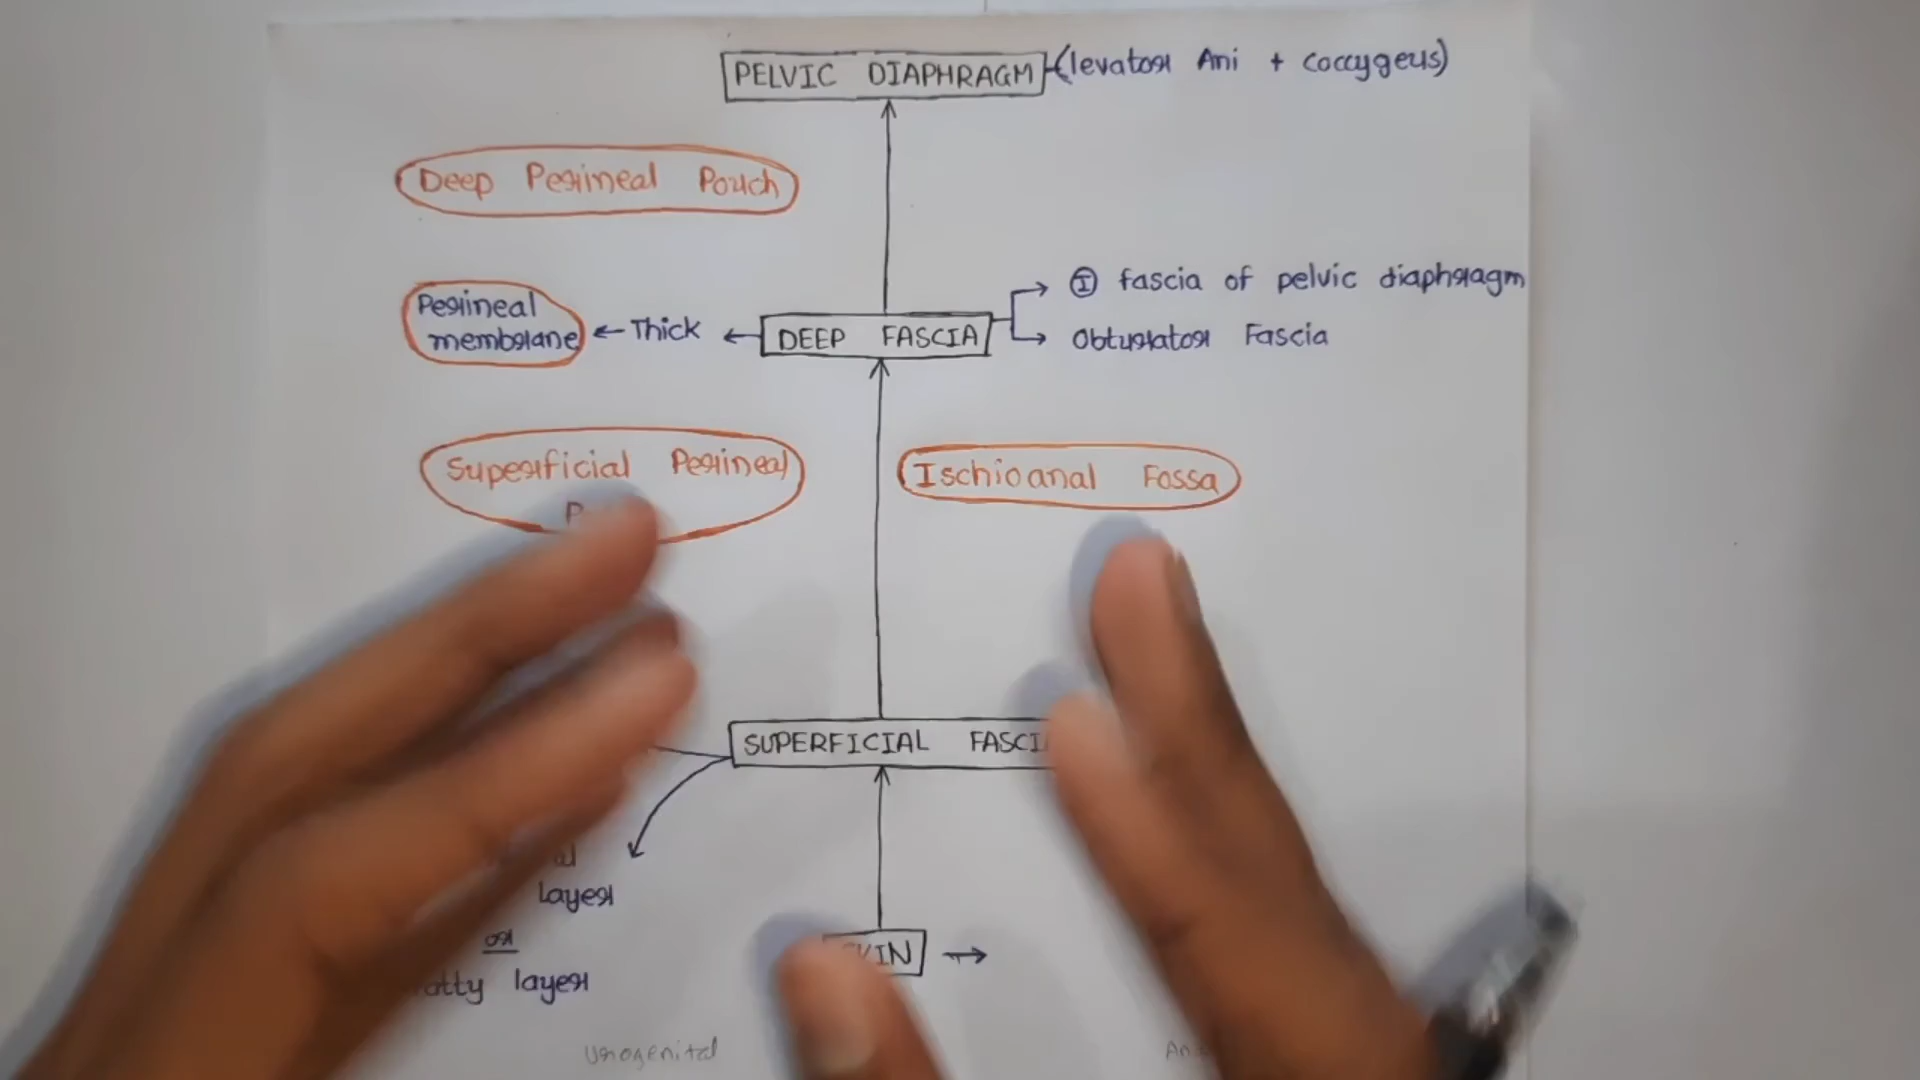 PELVIC DIAPHRAGM (levator Ani + coccygeus)
Deep Perineal Pouch
① fascia of pelvic diaphragm
Perineal
membrane ← Thick ← DEEP FASCIA
Obturator Fascia
Superficial Perineal
Ischioanal Fossa
SUPERFICIAL
layer
or
layer
→
Urogenital